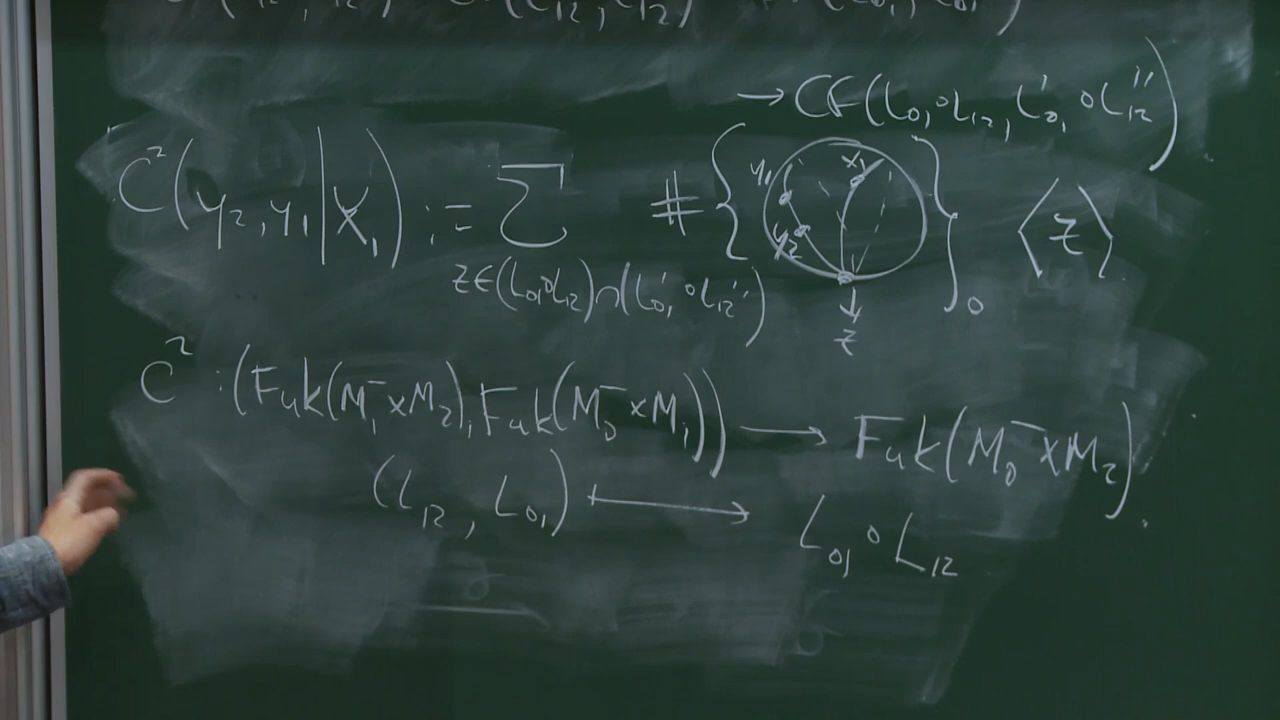 → CF(L₀₁∘L₁₂, L'₀₁∘L''₁₂)
C²(y₂, y₁ | x₁) := Σ #{ y₁ x₁ y₂ }₀ ⟨z⟩
z∈(L₀₁∘L₁₂)∩(L'₀₁∘L''₁₂)
z
C² : (Fuk(M₁⁻×M₂), Fuk(M₀⁻×M₁)) → Fuk(M₀⁻×M₂).
(L₁₂, L₀₁) ↦ L₀₁∘L₁₂